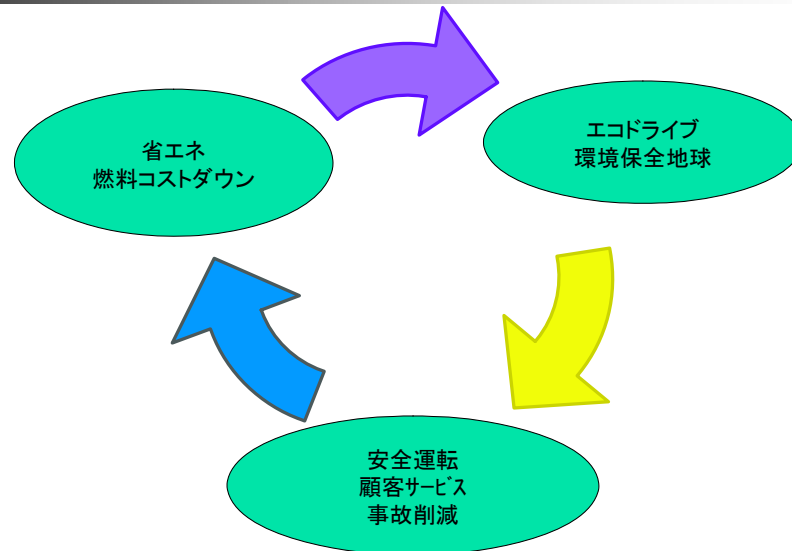 省エネ
燃料コストダウン
エコドライブ
環境保全地球
安全運転
顧客サービス
事故削減